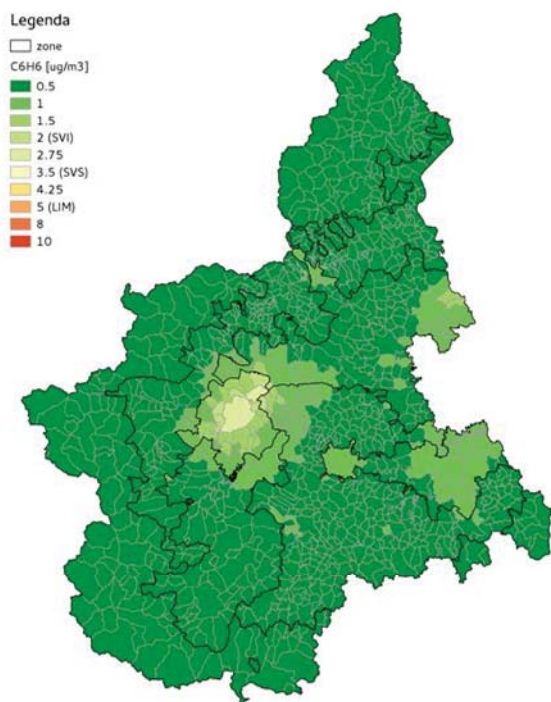 Legenda
zone
C6H6 [ug/m3]
0.5
1
1.5
2 (SVI)
2.75
3.5 (SVS)
4.25
5 (LIM)
8
10